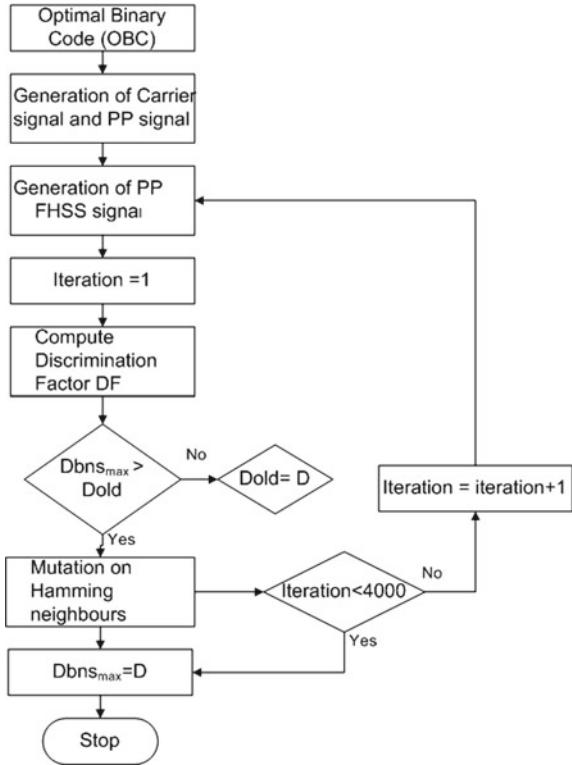 Optimal Binary
Code (OBC)
Generation of Carrier
signal and PP signal
Generation of PP
FHSS signal
Iteration =1
Compute
Discrimination
Factor DF
Dbnsmax >
Dold
No
Dold= D
Iteration = iteration+1
Yes
Mutation on
Hamming
neighbours
Iteration<4000
No
Yes
Dbnsmax=D
Stop